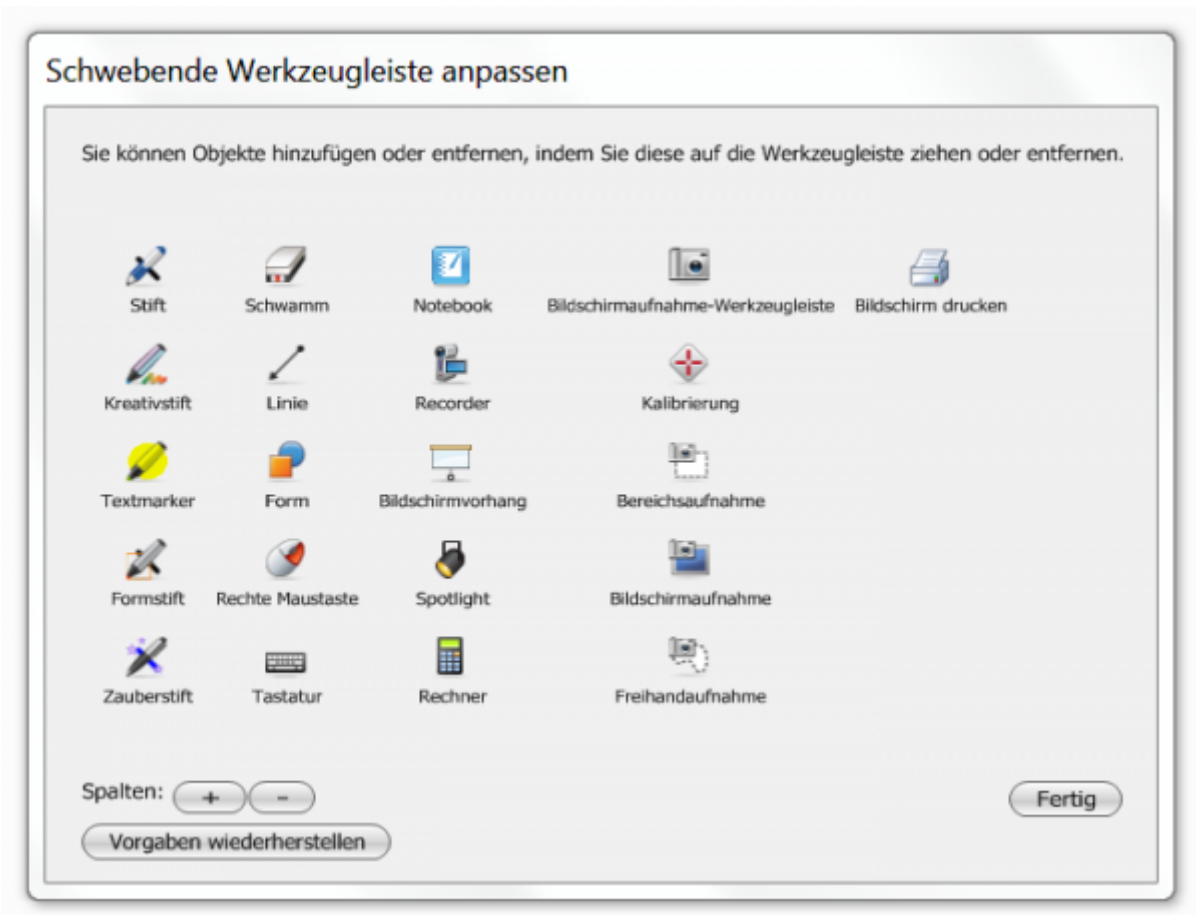 Schwebende Werkzeugleiste anpassen
Sie können Objekte hinzufügen oder entfernen, indem Sie diese auf die Werkzeugleiste ziehen oder entfernen.
Stift Schwamm Notebook Bildschirmaufnahme-Werkzeugleiste Bildschirm drucken
Kreativstift Linie Recorder Kalibrierung
Textmarker Form Bildschirmvorhang Bereichsaufnahme
Formstift Rechte Maustaste Spotlight Bildschirmaufnahme
Zauberstift Tastatur Rechner Freihandaufnahme
Spalten: + - Fertig
Vorgaben wiederherstellen